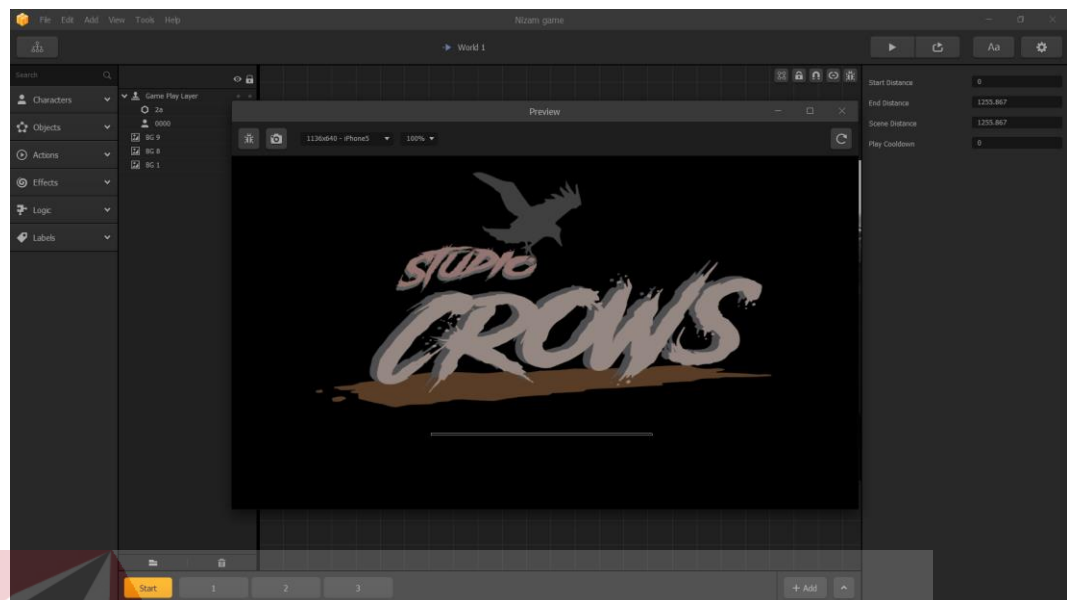 File Edit Add View Tools Help
Nizam game
World 1
Aa
Search
Characters
Objects
Actions
Effects
Logic
Labels
Game Play Layer
2a
0000
BG 9
BG 8
BG 1
Preview
1136x640 - iPhone5
100%
STUDIO
CROWS
Start Distance 0
End Distance 1255.867
Scene Distance 1255.867
Play Cooldown 0
Start 1 2 3 + Add